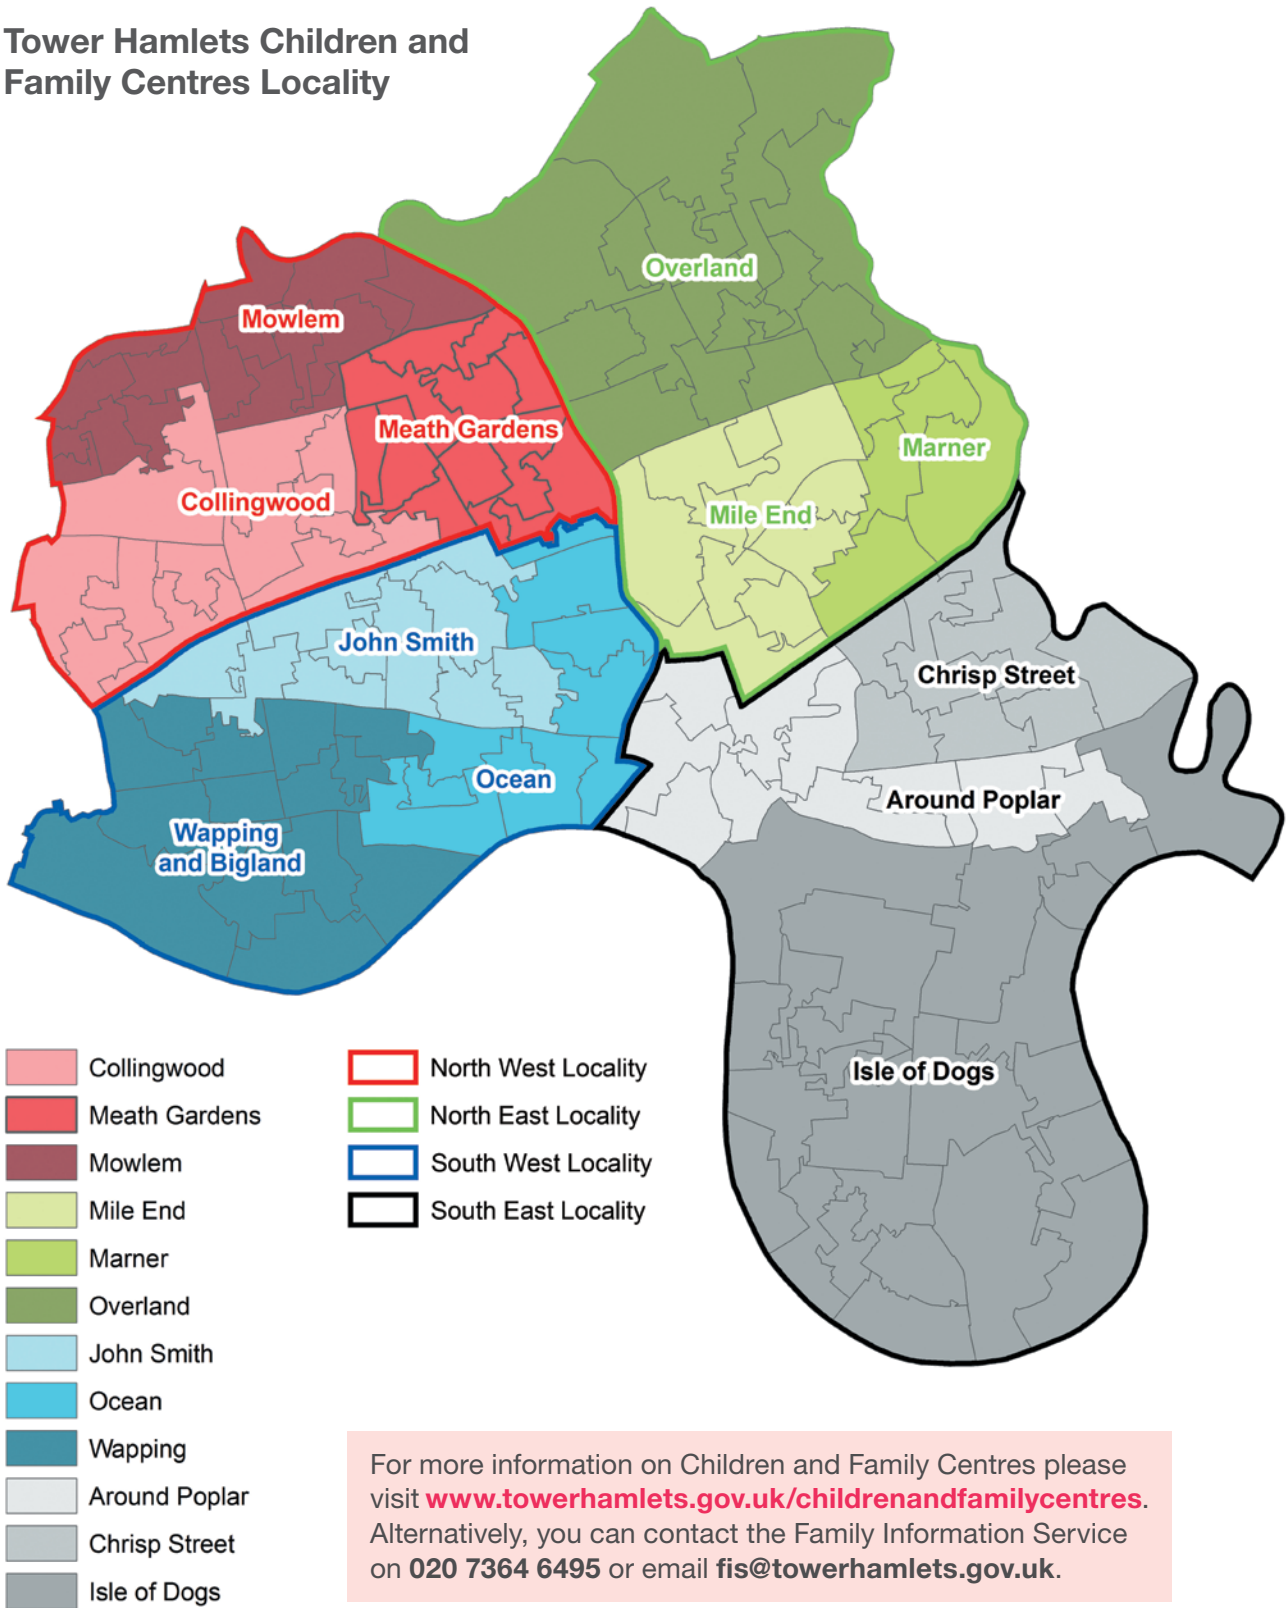 Tower Hamlets Children and
Family Centres Locality
Overland
Mowlem
Meath Gardens
Marner
Collingwood
Mile End
John Smith
Chrisp Street
Ocean
Around Poplar
Wapping
and Bigland
Isle of Dogs
Collingwood
Meath Gardens
Mowlem
Mile End
Marner
Overland
John Smith
Ocean
Wapping
Around Poplar
Chrisp Street
Isle of Dogs
North West Locality
North East Locality
South West Locality
South East Locality
For more information on Children and Family Centres please
visit www.towerhamlets.gov.uk/childrenandfamilycentres.
Alternatively, you can contact the Family Information Service
on 020 7364 6495 or email fis@towerhamlets.gov.uk.